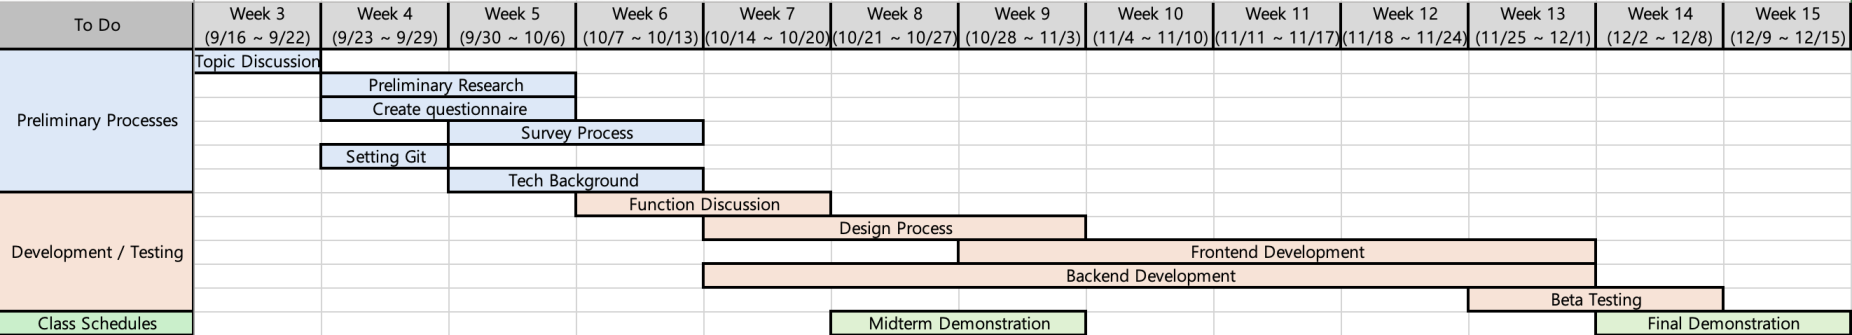 To Do
Week 3
(9/16 ~ 9/22)
Week 4
(9/23 ~ 9/29)
Week 5
(9/30 ~ 10/6)
Week 6
(10/7 ~ 10/13)
Week 7
(10/14 ~ 10/20)
Week 8
(10/21 ~ 10/27)
Week 9
(10/28 ~ 11/3)
Week 10
(11/4 ~ 11/10)
Week 11
(11/11 ~ 11/17)
Week 12
(11/18 ~ 11/24)
Week 13
(11/25 ~ 12/1)
Week 14
(12/2 ~ 12/8)
Week 15
(12/9 ~ 12/15)
Preliminary Processes
Topic Discussion
Preliminary Research
Create questionnaire
Survey Process
Setting Git
Tech Background
Development / Testing
Function Discussion
Design Process
Frontend Development
Backend Development
Beta Testing
Class Schedules
Midterm Demonstration
Final Demonstration